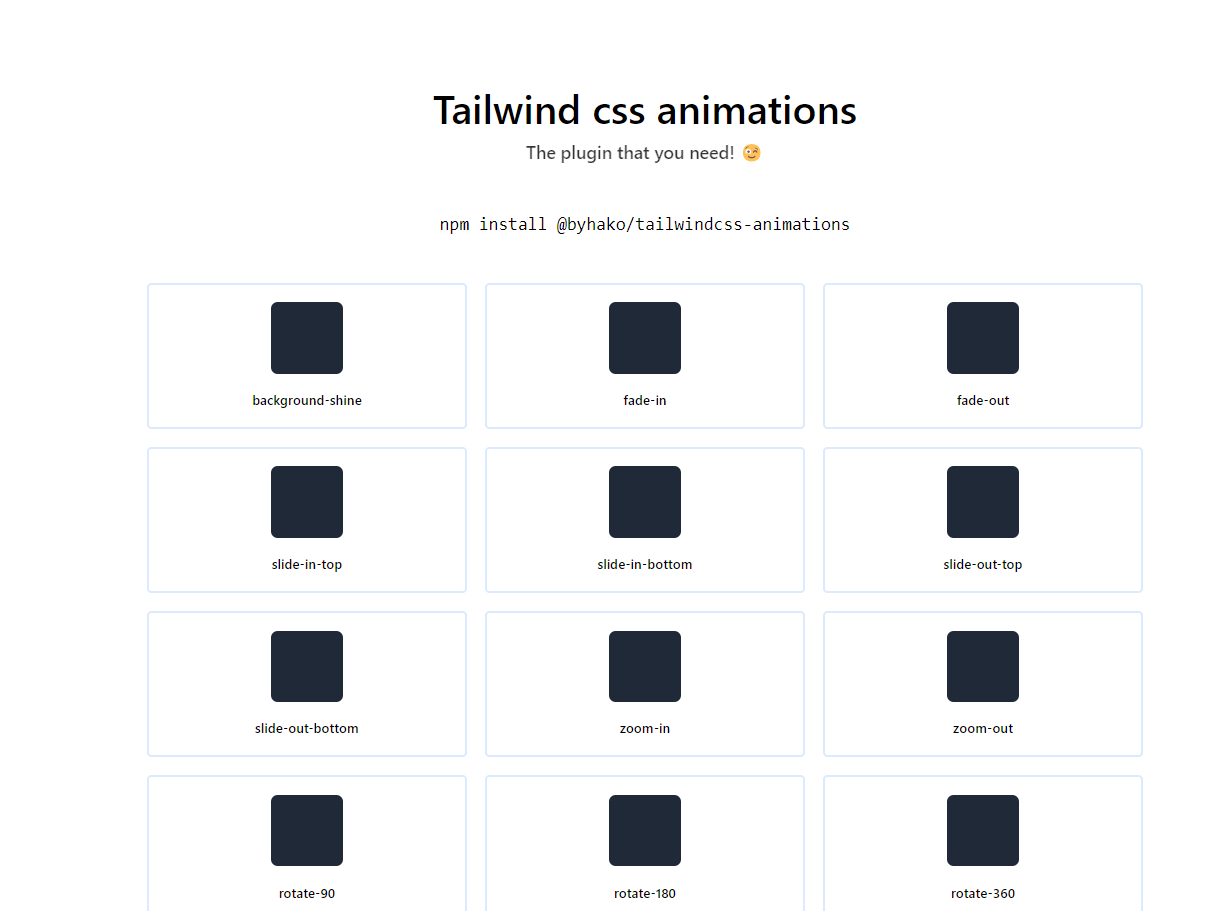 Tailwind css animations
The plugin that you need! 😉
npm install @byhako/tailwindcss-animations
background-shine
fade-in
fade-out
slide-in-top
slide-in-bottom
slide-out-top
slide-out-bottom
zoom-in
zoom-out
rotate-90
rotate-180
rotate-360